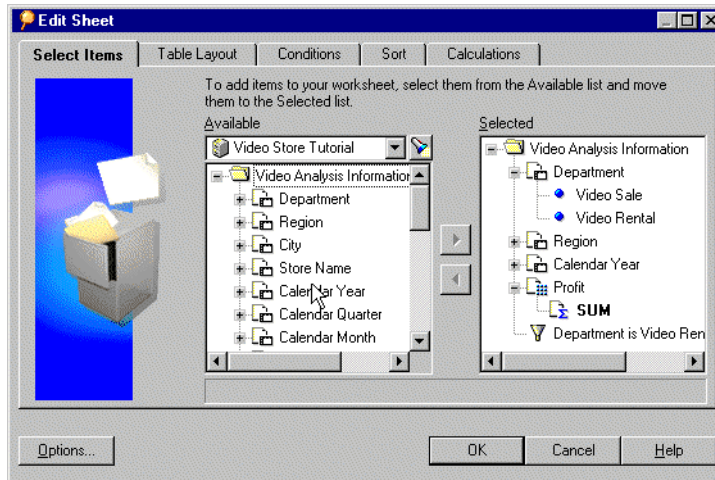 Edit Sheet
Select Items
Table Layout
Conditions
Sort
Calculations
To add items to your worksheet, select them from the Available list and move
them to the Selected list.
Available
Video Store Tutorial
Video Analysis Information
Department
Region
City
Store Name
Calendar Year
Calendar Quarter
Calendar Month
Selected
Video Analysis Information
Department
Video Sale
Video Rental
Region
Calendar Year
Profit
SUM
Department is Video Ren
Options...
OK
Cancel
Help